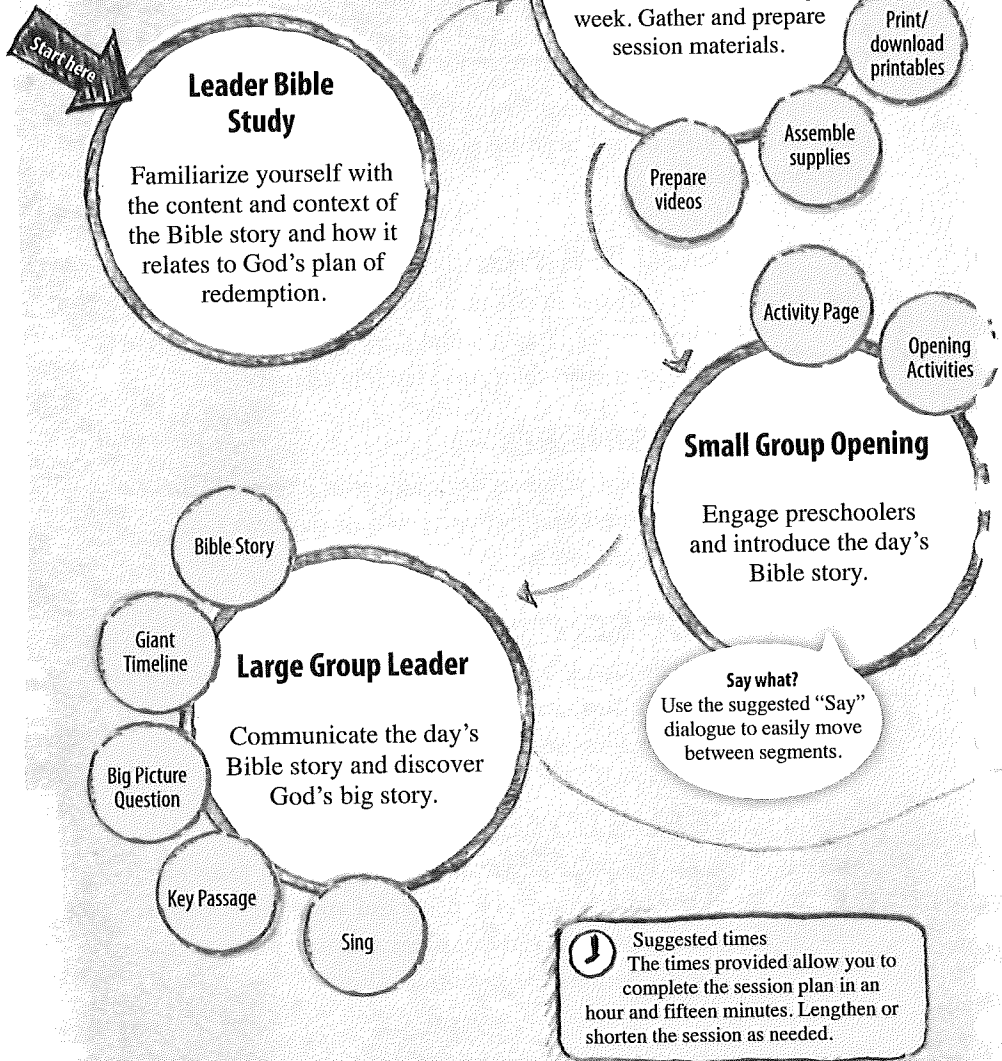 Start here
Leader Bible
Study
Familiarize yourself with
the content and context of
the Bible story and how it
relates to God's plan of
redemption.
week. Gather and prepare
session materials.
Print/
download
printables
Assemble
supplies
Prepare
videos
Activity Page
Opening
Activities
Small Group Opening
Engage preschoolers
and introduce the day's
Bible story.
Say what?
Use the suggested “Say”
dialogue to easily move
between segments.
Bible Story
Giant
Timeline
Big Picture
Question
Key Passage
Sing
Large Group Leader
Communicate the day's
Bible story and discover
God's big story.
Suggested times
The times provided allow you to
complete the session plan in an
hour and fifteen minutes. Lengthen or
shorten the session as needed.